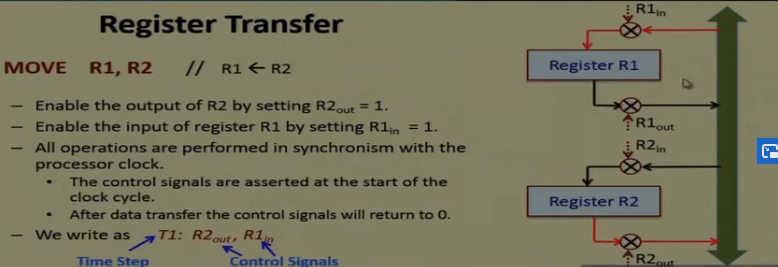 Register Transfer
MOVE R1, R2 // R1 ← R2
– Enable the output of R2 by setting R2out = 1.
– Enable the input of register R1 by setting R1in = 1.
– All operations are performed in synchronism with the
processor clock.
• The control signals are asserted at the start of the
clock cycle.
• After data transfer the control signals will return to 0.
– We write as T1: R2out, R1in
Time Step Control Signals
R1in
Register R1
R1out
R2in
Register R2
R2out